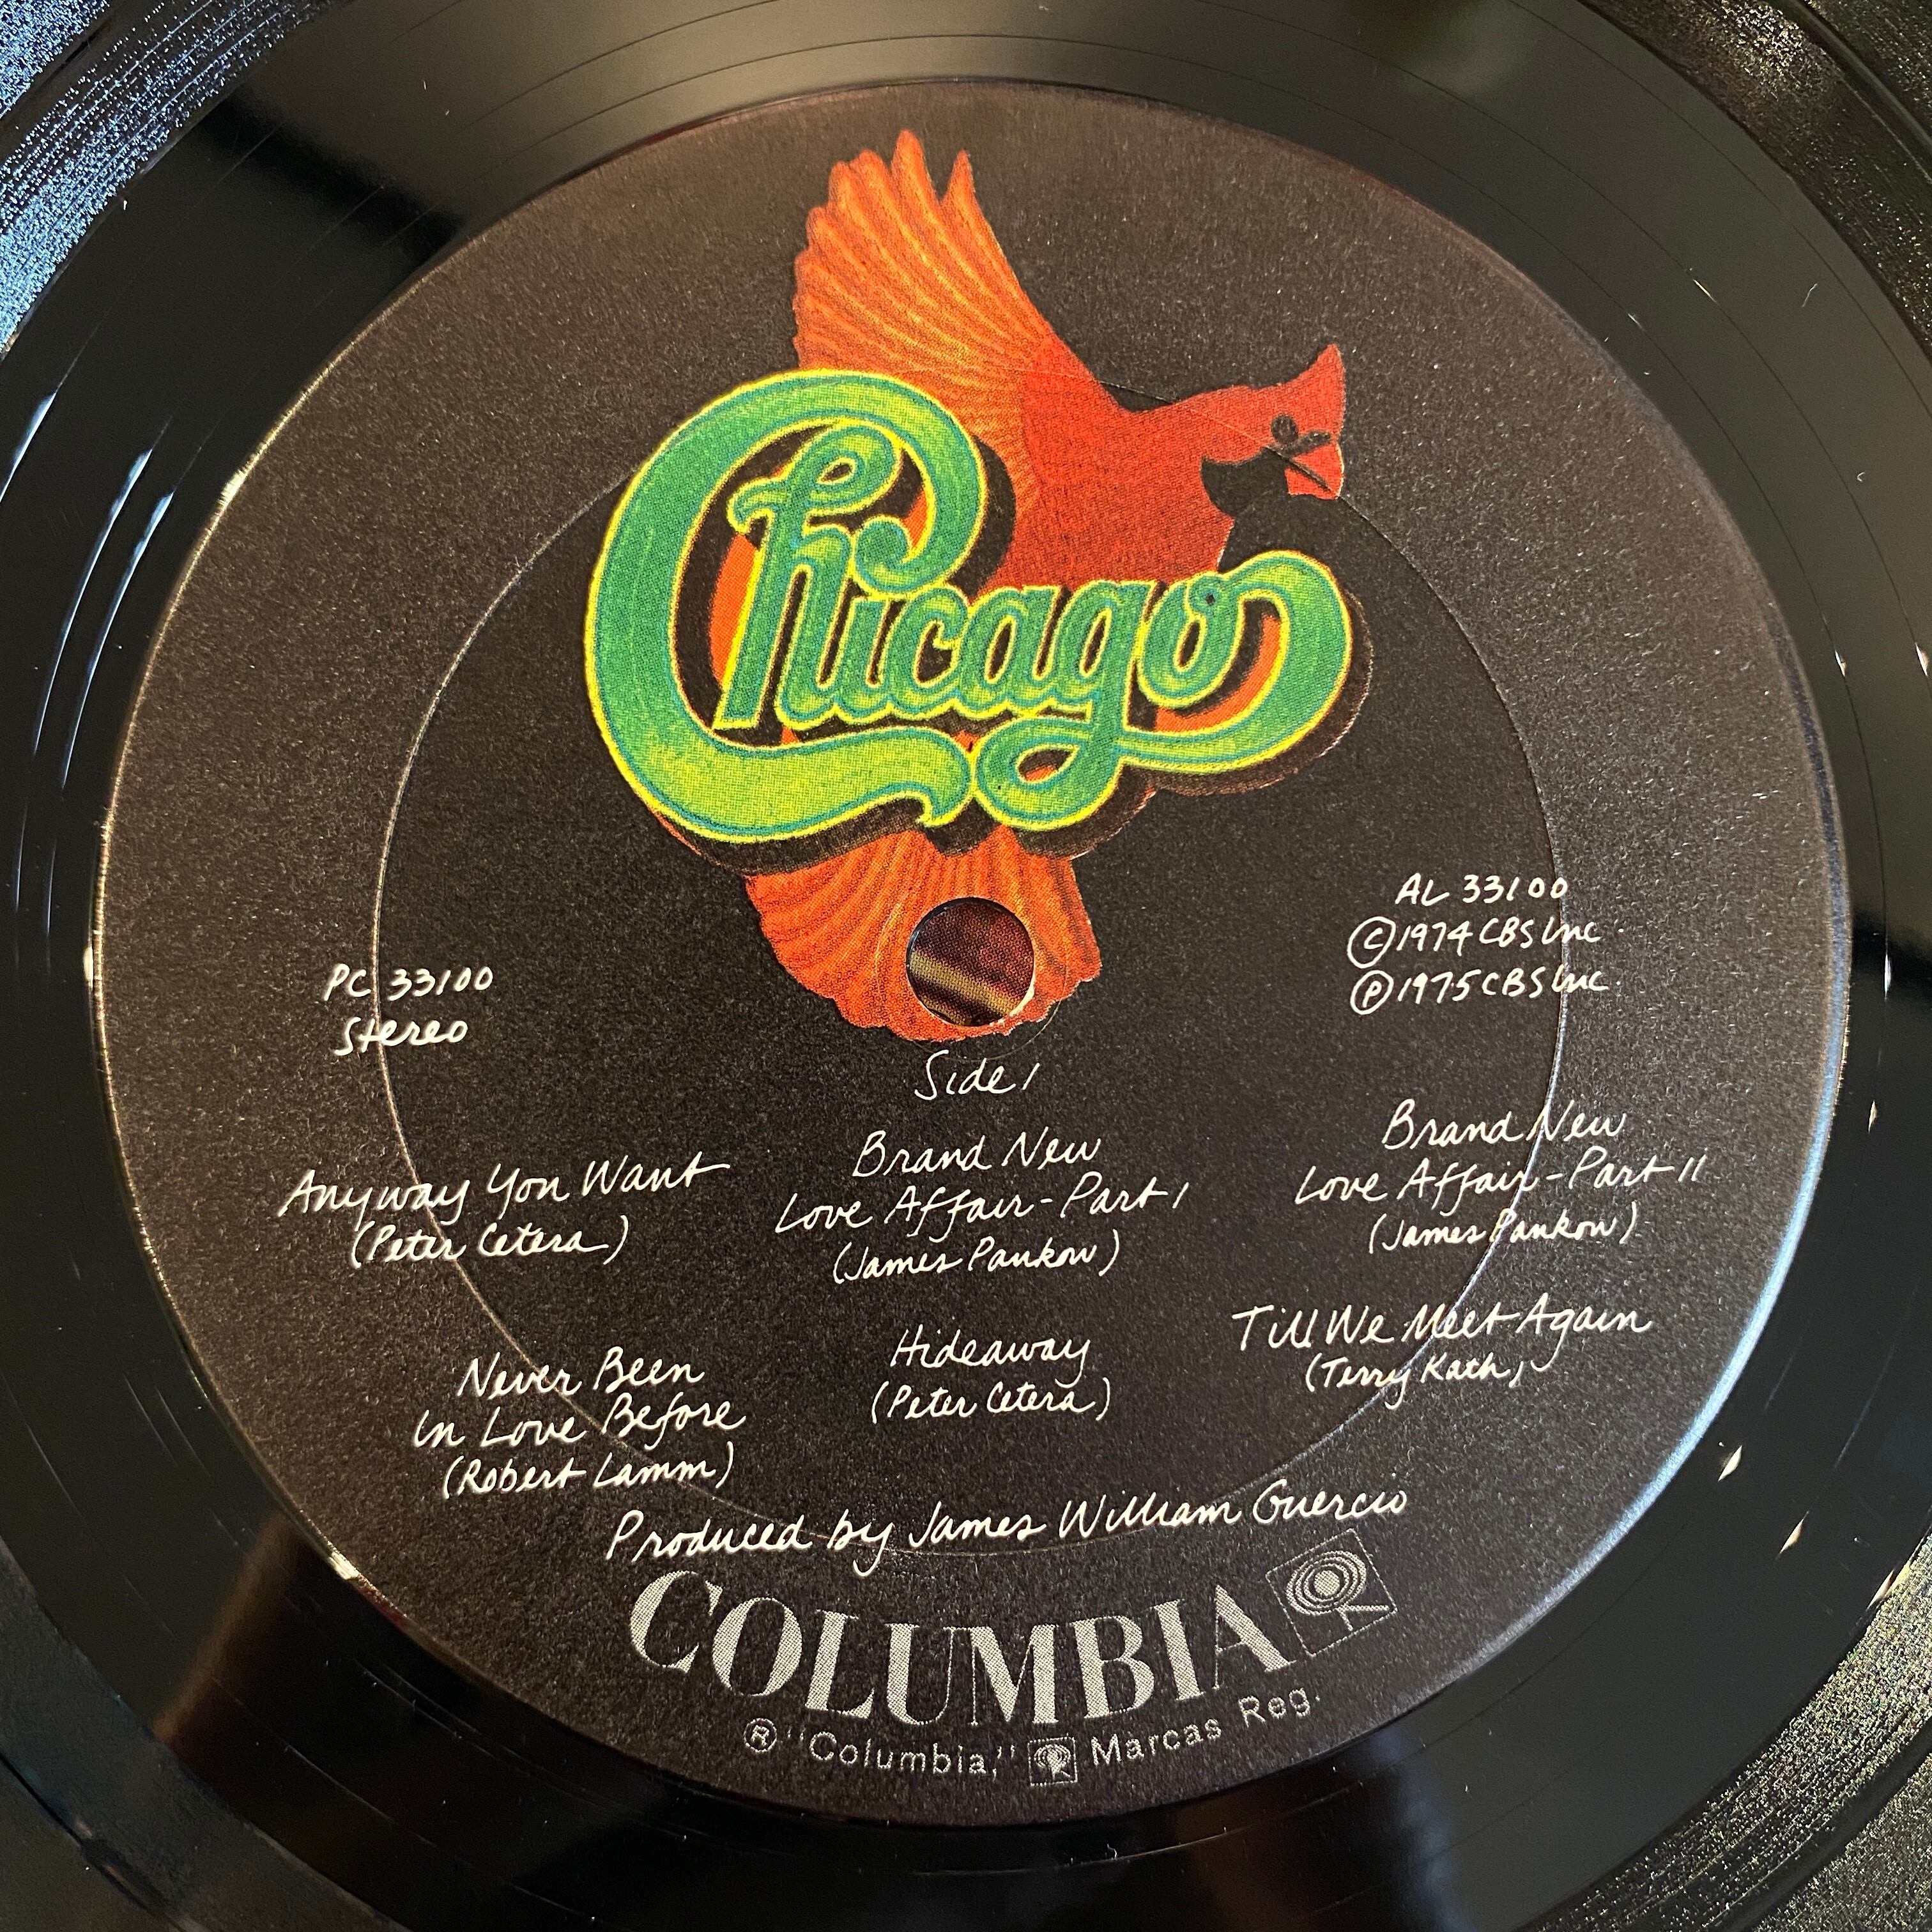 Chicago
PC 33100
Stereo
AL 33100
©1974 CBS Inc.
℗1975 CBS Inc.
Side 1
Anyway You Want
(Peter Cetera)
Brand New
Love Affair-Part I
(James Pankow)
Brand New
Love Affair-Part II
(James Pankow)
Never Been
In Love Before
(Robert Lamm)
Hideaway
(Peter Cetera)
Till We Meet Again
(Terry Kath)
Produced by James William Guercio
COLUMBIA
® "Columbia," Marcas Reg.